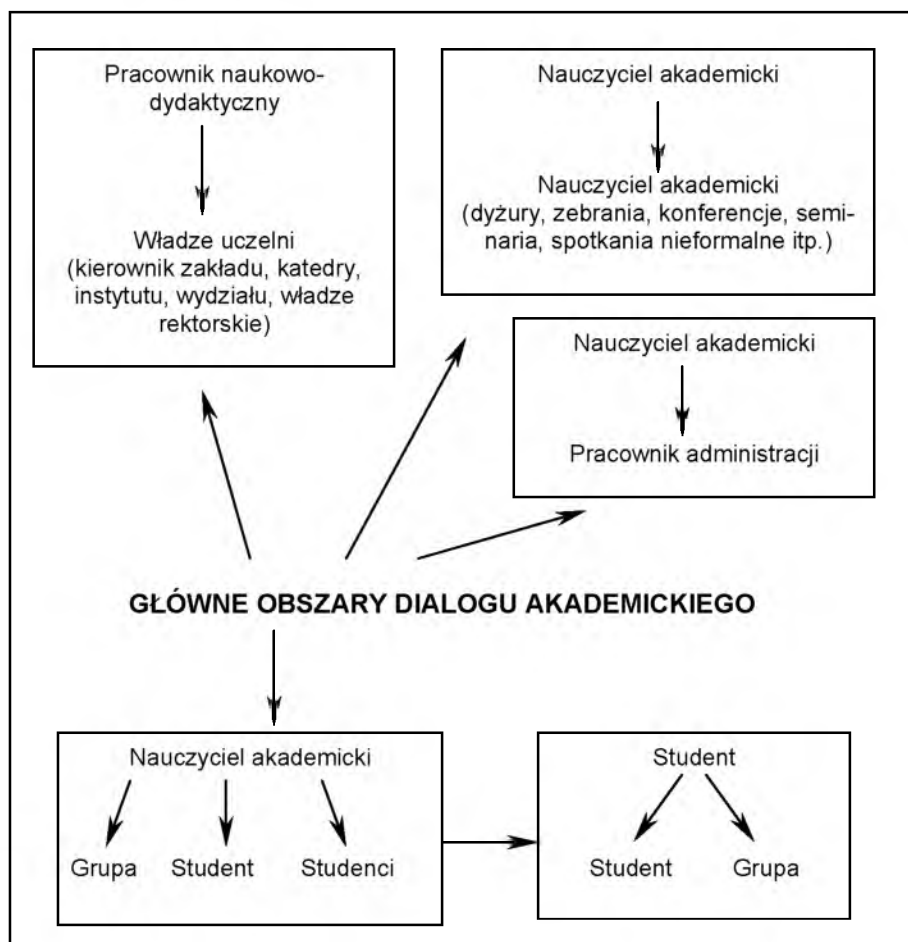 Pracownik naukowo-
dydaktyczny
Władze uczelni
(kierownik zakładu, katedry,
instytutu, wydziału, władze
rektorskie)
Nauczyciel akademicki
Nauczyciel akademicki
(dyżury, zebrania, konferencje, semi-
naria, spotkania nieformalne itp.)
Nauczyciel akademicki
Pracownik administracji
GŁÓWNE OBSZARY DIALOGU AKADEMICKIEGO
Nauczyciel akademicki
Grupa Student Studenci
Student
Student Grupa